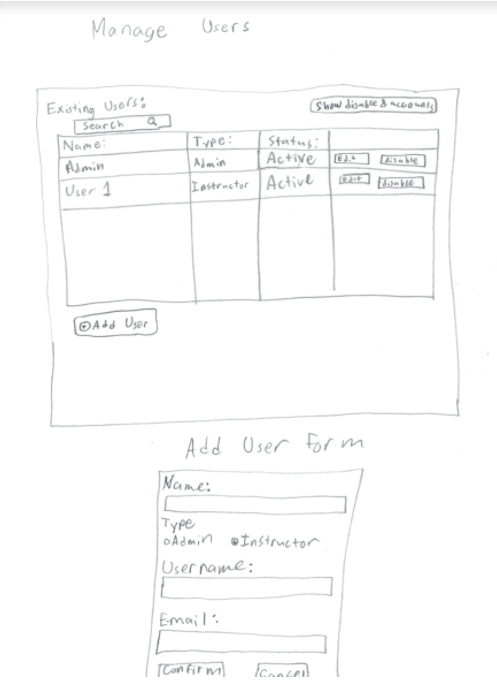 Manage Users
Existing Users:
Show disabled accounts
Search
Name: Type: Status:
Admin Admin Active Edit disable
User 1 Instructor Active Edit disable
Add User
Add User Form
Name:
Type
Admin Instructor
Username:
Email:
Confirm Cancel